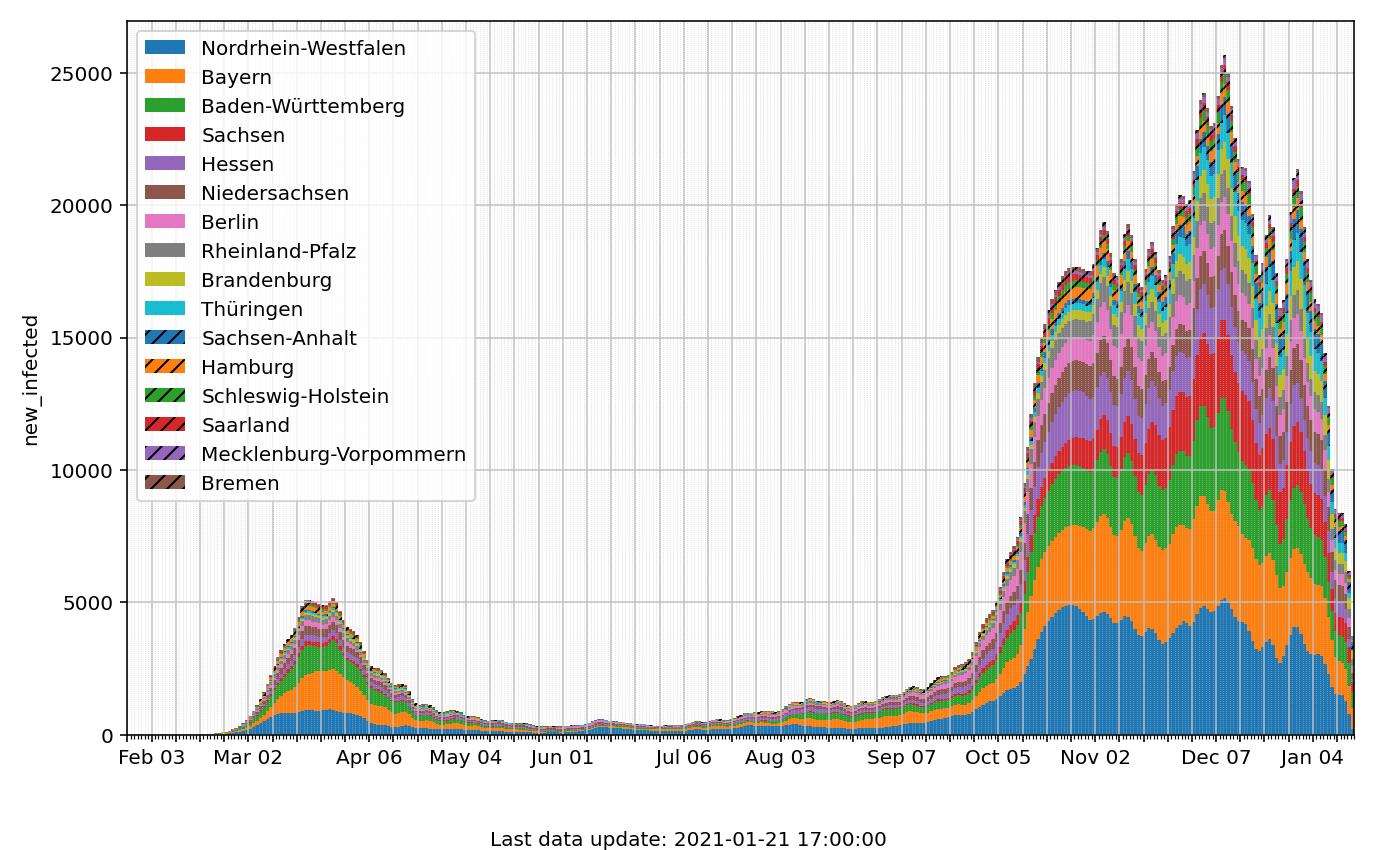 Nordrhein-Westfalen
Bayern
Baden-Württemberg
Sachsen
Hessen
Niedersachsen
Berlin
Rheinland-Pfalz
Brandenburg
Thüringen
Sachsen-Anhalt
Hamburg
Schleswig-Holstein
Saarland
Mecklenburg-Vorpommern
Bremen
new_infected
25000
20000
15000
10000
5000
0
Feb 03 Mar 02 Apr 06 May 04 Jun 01 Jul 06 Aug 03 Sep 07 Oct 05 Nov 02 Dec 07 Jan 04
Last data update: 2021-01-21 17:00:00